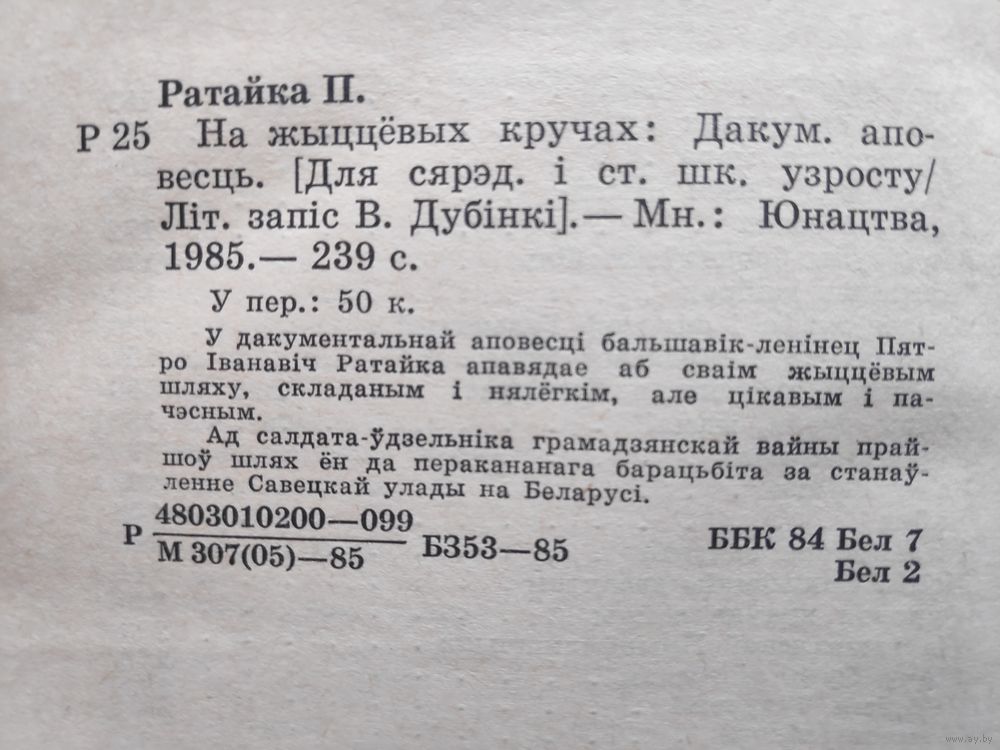 Ратайка П.
Р 25 На жыццёвых кручах: Дакум. апо-
весць. [Для сярэд. і ст. шк. узросту/
Літ. запіс В. Дубінкі].— Мн.: Юнацтва,
1985.— 239 с.
У пер.: 50 к.
У дакументальнай аповесці бальшавік-ленінец Пят-
ро Іванавіч Ратайка апавядае аб сваім жыццёвым
шляху, складаным і нялёгкім, але цікавым і па-
чэсным.
Ад салдата-ўдзельніка грамадзянскай вайны прай-
шоў шлях ён да перакананага барацьбіта за станаў-
ленне Савецкай улады на Беларусі.
Р 4803010200—099
М 307(05)—85 Б353—85 ББК 84 Бел 7
Бел 2
www.ay.by